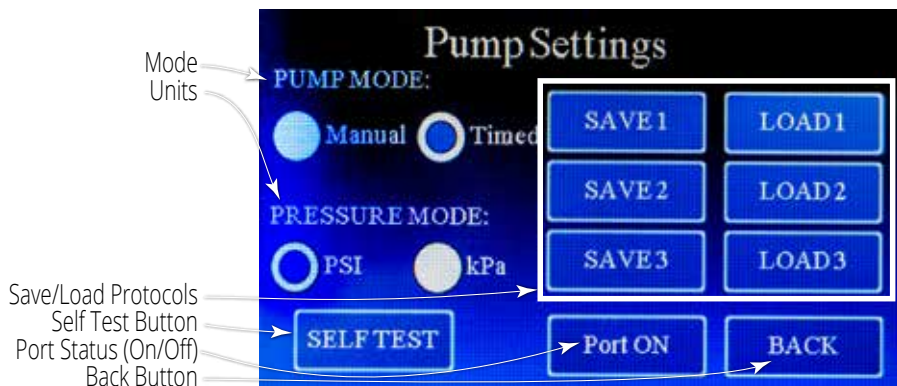 Pump Settings
Mode
Units
PUMP MODE:
Manual
Timed
SAVE 1
LOAD 1
SAVE 2
LOAD 2
PRESSURE MODE:
PSI
kPa
SAVE 3
LOAD 3
Save/Load Protocols
Self Test Button
Port Status (On/Off)
Back Button
SELF TEST
Port ON
BACK